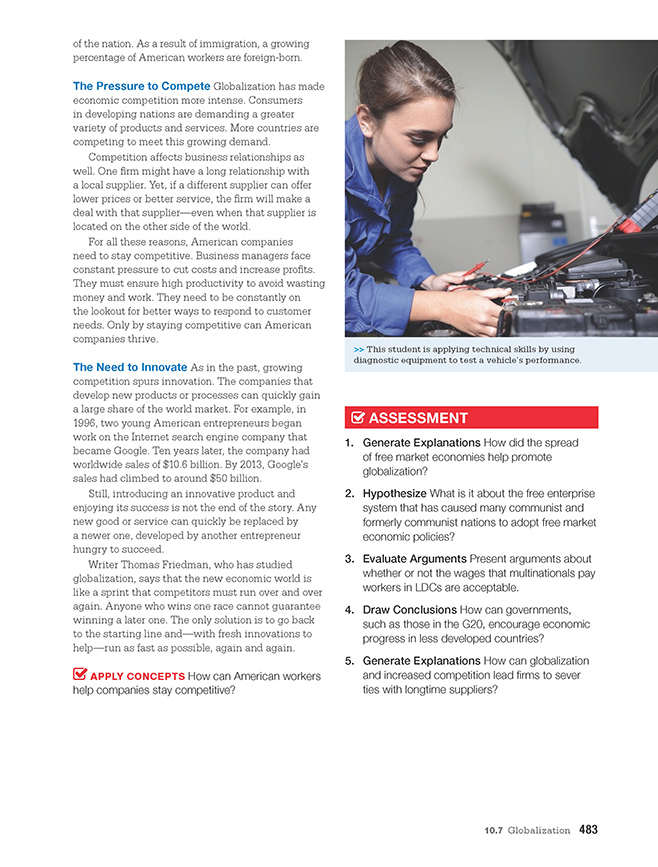 of the nation. As a result of immigration, a growing
percentage of American workers are foreign-born.
The Pressure to Compete Globalization has made
economic competition more intense. Consumers
in developing nations are demanding a greater
variety of products and services. More countries are
competing to meet this growing demand.
Competition affects business relationships as
well. One firm might have a long relationship with
a local supplier. Yet, if a different supplier can offer
lower prices or better service, the firm will make a
deal with that supplier—even when that supplier is
located on the other side of the world.
For all these reasons, American companies
need to stay competitive. Business managers face
constant pressure to cut costs and increase profits.
They must ensure high productivity to avoid wasting
money and work. They need to be constantly on
the lookout for better ways to respond to customer
needs. Only by staying competitive can American
companies thrive.
The Need to Innovate As in the past, growing
competition spurs innovation. The companies that
develop new products or processes can quickly gain
a large share of the world market. For example, in
1996, two young American entrepreneurs began
work on the Internet search engine company that
became Google. Ten years later, the company had
worldwide sales of $10.6 billion. By 2013, Google's
sales had climbed to around $50 billion.
Still, introducing an innovative product and
enjoying its success is not the end of the story. Any
new good or service can quickly be replaced by
a newer one, developed by another entrepreneur
hungry to succeed.
Writer Thomas Friedman, who has studied
globalization, says that the new economic world is
like a sprint that competitors must run over and over
again. Anyone who wins one race cannot guarantee
winning a later one. The only solution is to go back
to the starting line and—with fresh innovations to
help—run as fast as possible, again and again.
APPLY CONCEPTS How can American workers
help companies stay competitive?
>> This student is applying technical skills by using
diagnostic equipment to test a vehicle's performance.
ASSESSMENT
1. Generate Explanations How did the spread
of free market economies help promote
globalization?
2. Hypothesize What is it about the free enterprise
system that has caused many communist and
formerly communist nations to adopt free market
economic policies?
3. Evaluate Arguments Present arguments about
whether or not the wages that multinationals pay
workers in LDCs are acceptable.
4. Draw Conclusions How can governments,
such as those in the G20, encourage economic
progress in less developed countries?
5. Generate Explanations How can globalization
and increased competition lead firms to sever
ties with longtime suppliers?
10.7 Globalization 483